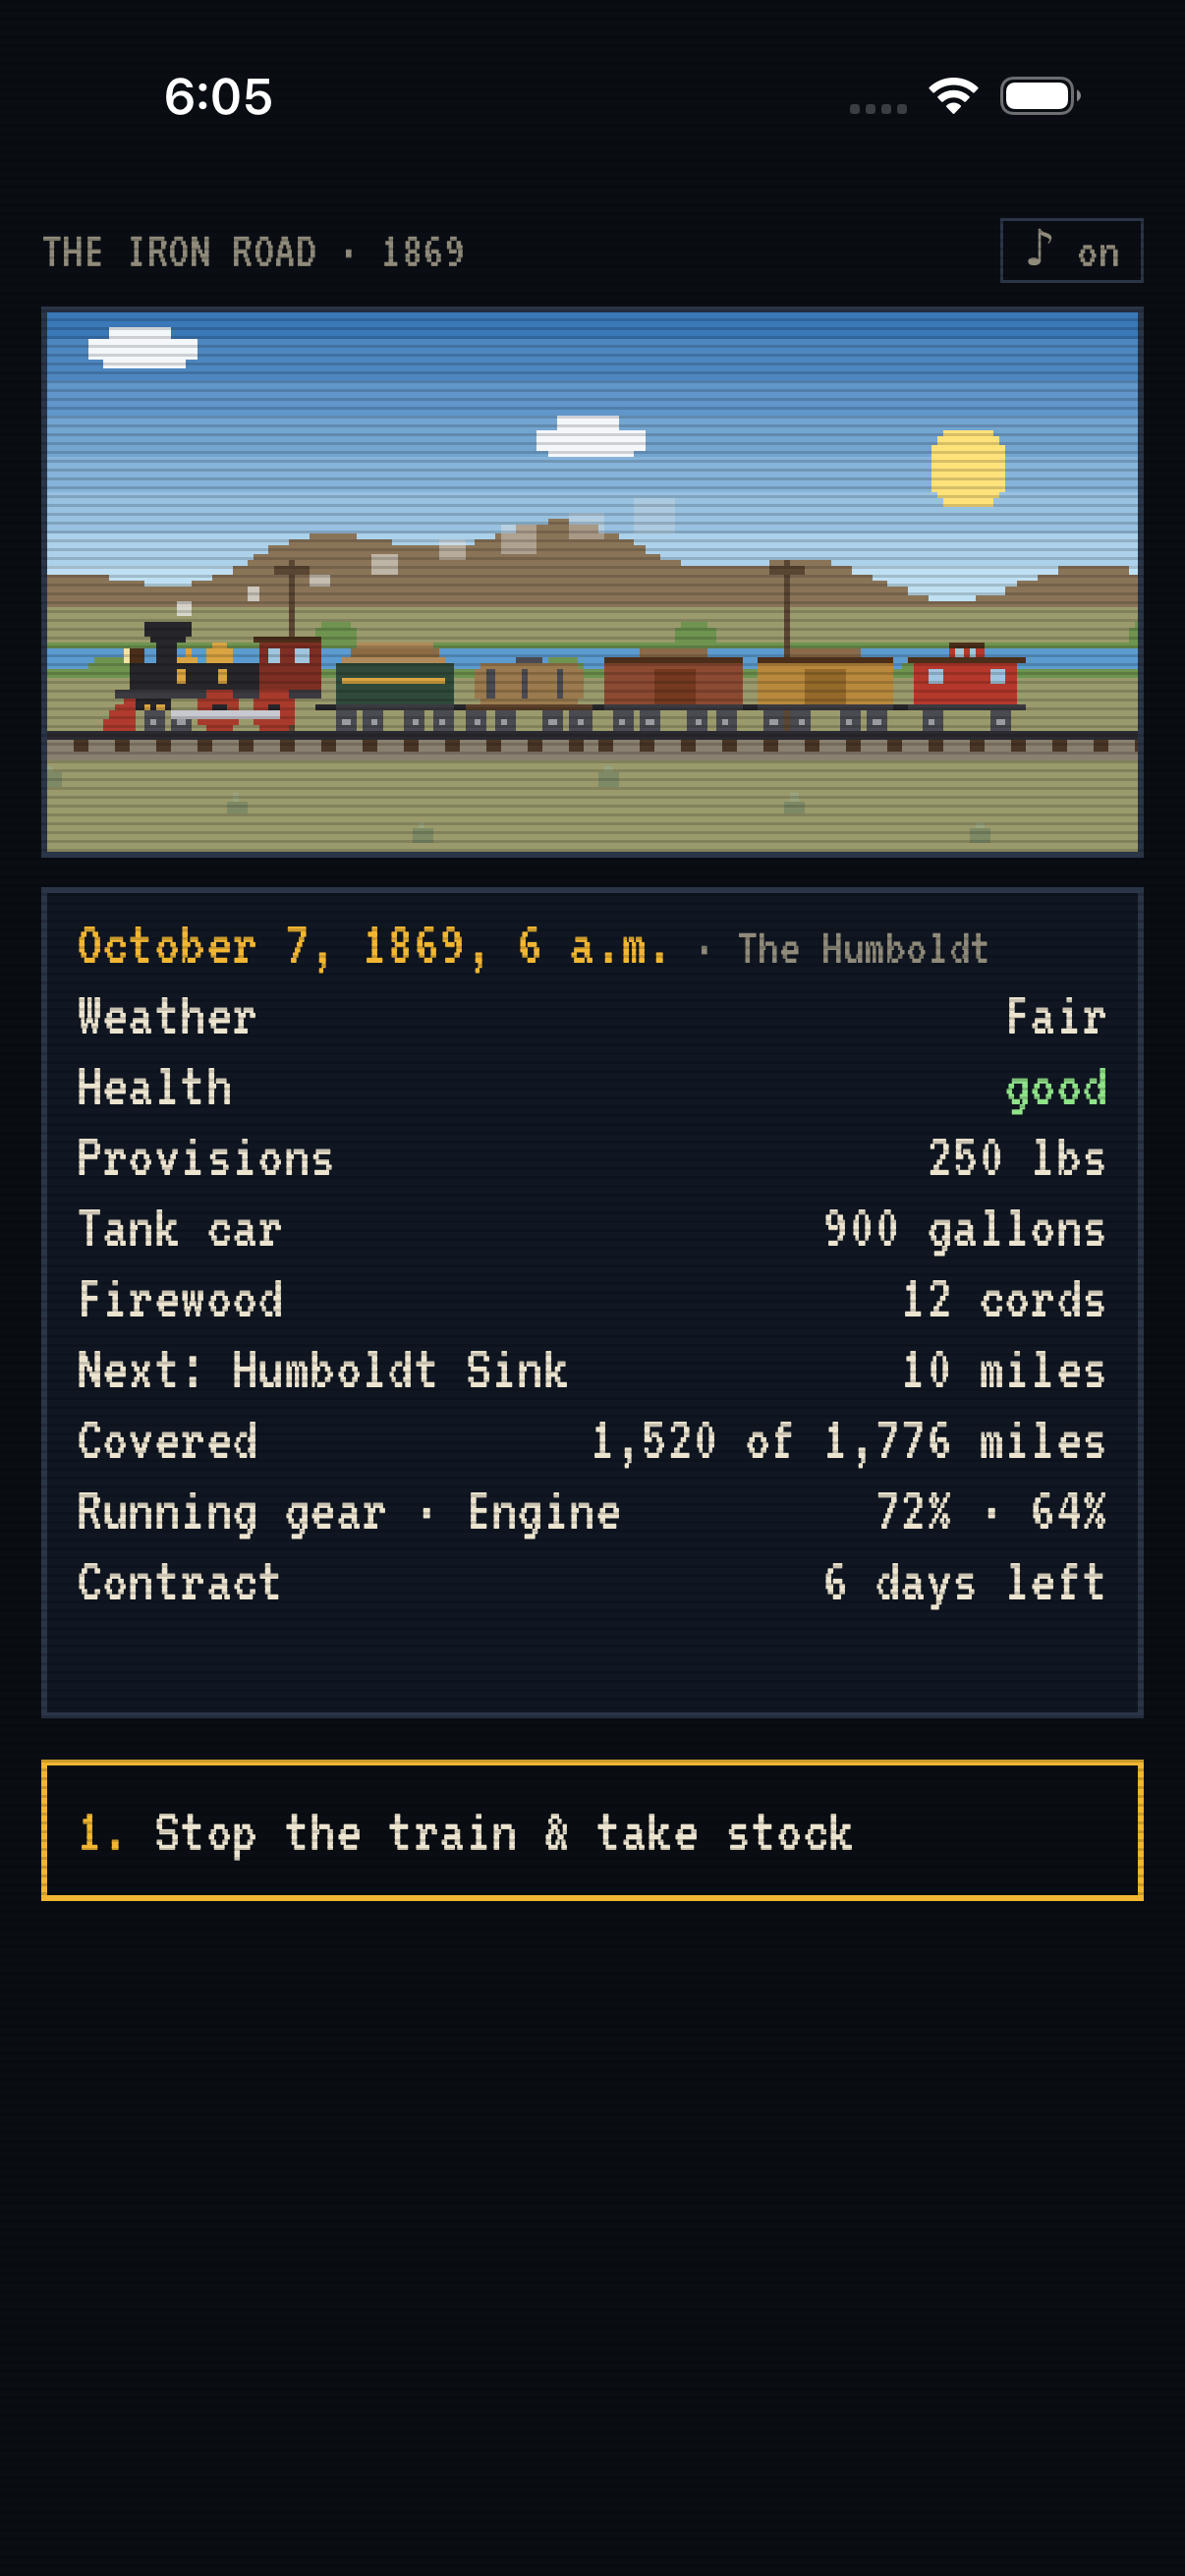 6:05
THE IRON ROAD · 1869
♪ on
October 7, 1869, 6 a.m. · The Humboldt
Weather Fair
Health good
Provisions 250 lbs
Tank car 900 gallons
Firewood 12 cords
Next: Humboldt Sink 10 miles
Covered 1,520 of 1,776 miles
Running gear · Engine 72% · 64%
Contract 6 days left
1. Stop the train & take stock